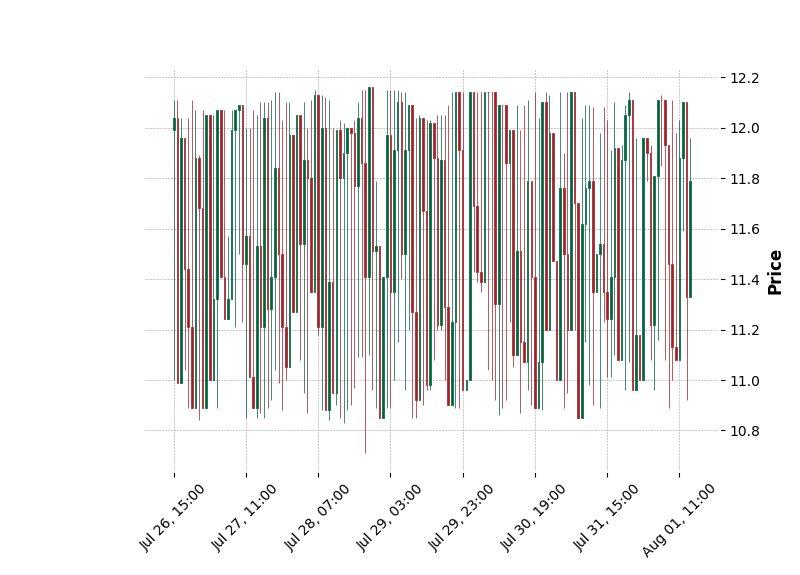 12.2
12.0
11.8
11.6
11.4
11.2
11.0
10.8
Price
Jul 26, 15:00
Jul 27, 11:00
Jul 28, 07:00
Jul 29, 03:00
Jul 29, 23:00
Jul 30, 19:00
Jul 31, 15:00
Aug 01, 11:00